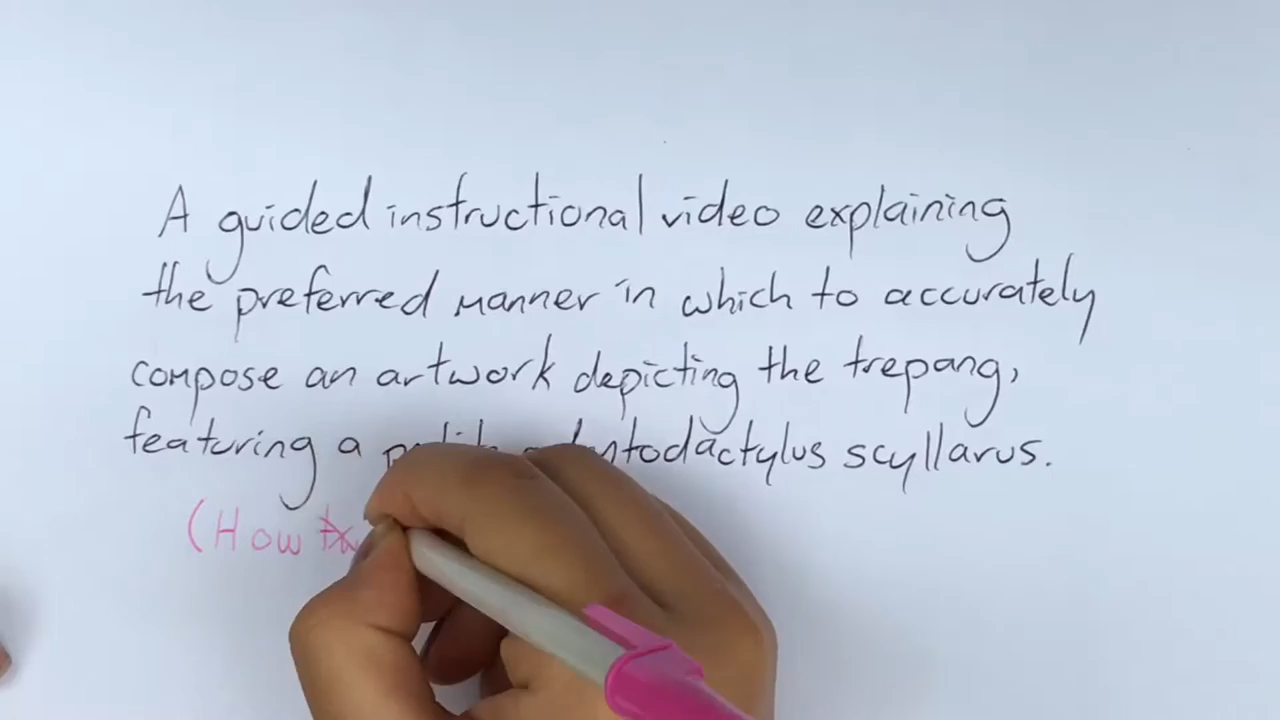 A guided instructional video explaining
the preferred manner in which to accurately
compose an artwork depicting the trepang,
featuring a scyllarus.
(How